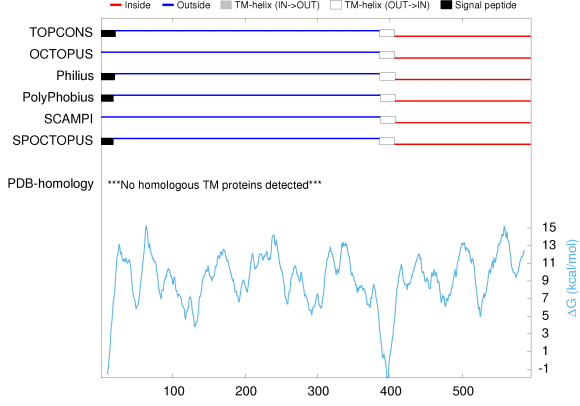 Inside Outside TM-helix (IN->OUT) TM-helix (OUT->IN) Signal peptide
TOPCONS
OCTOPUS
Philius
PolyPhobius
SCAMPI
SPOCTOPUS
PDB-homology ***No homologous TM proteins detected***
15
13
11
9
7
5
3
1
-1
ΔG (kcal/mol)
100 200 300 400 500